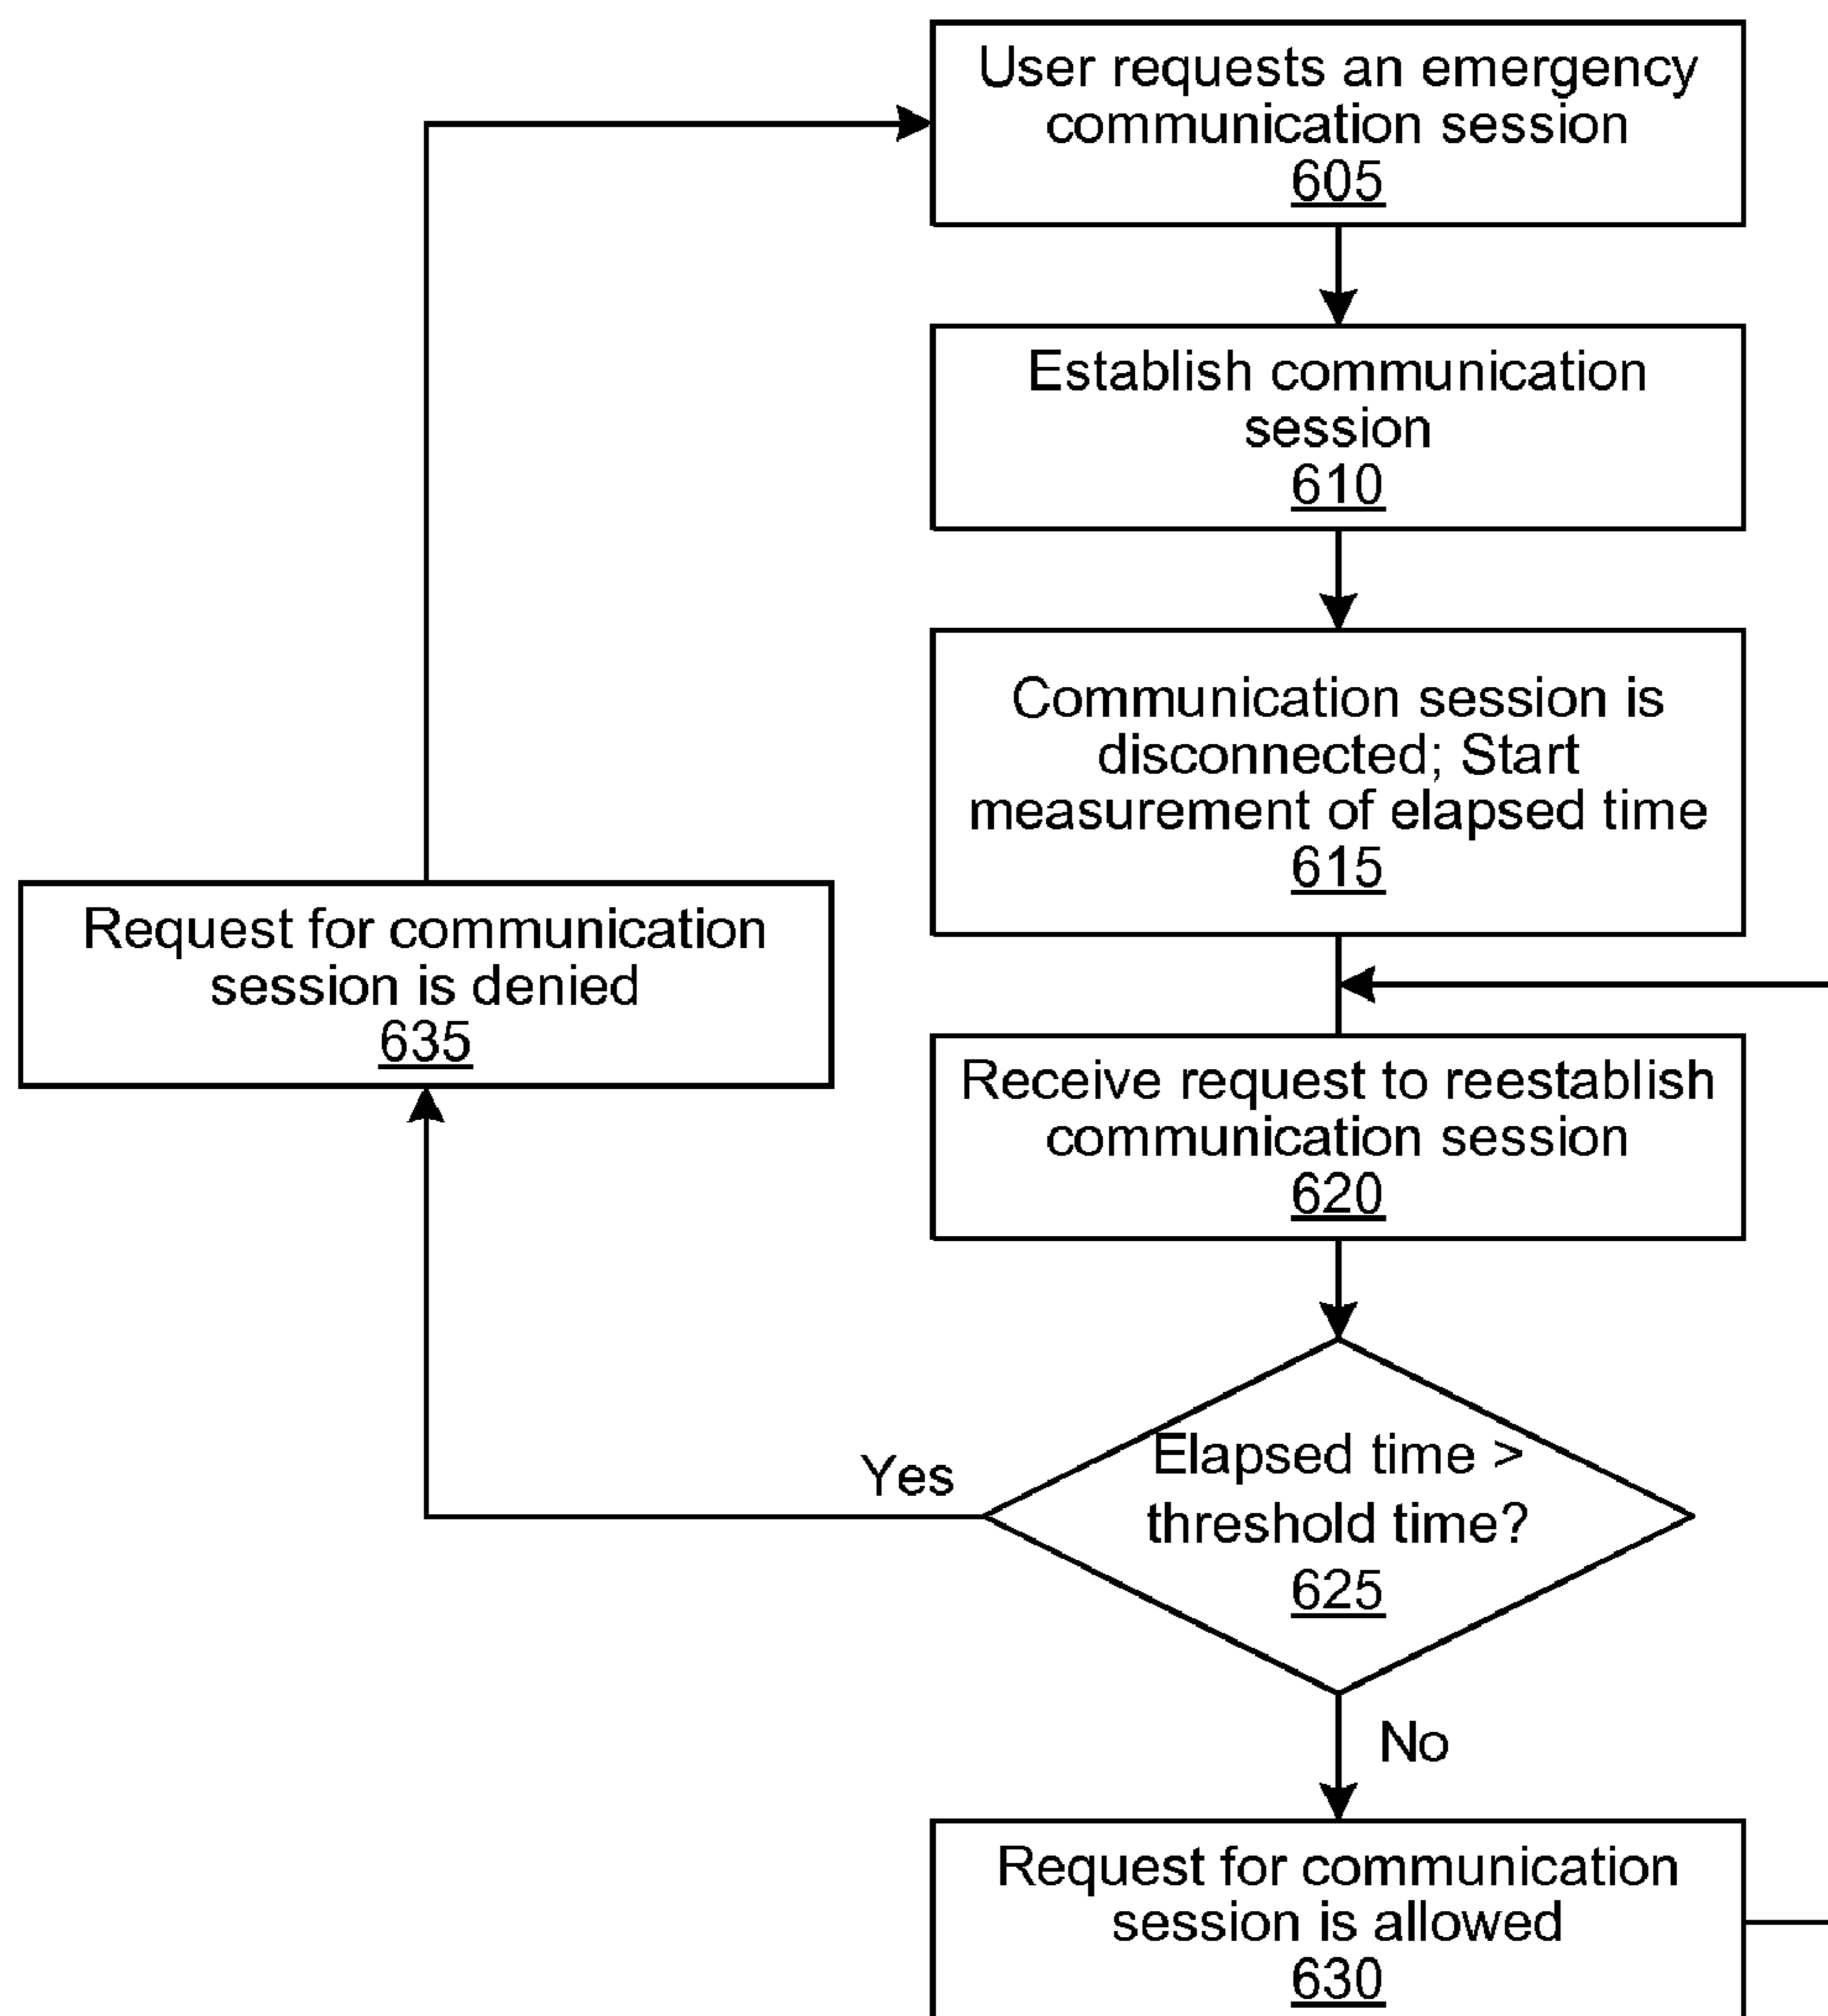 User requests an emergency
communication session
605
Establish communication
session
610
Communication session is
disconnected; Start
measurement of elapsed time
615
Request for communication
session is denied
635
Receive request to reestablish
communication session
620
Elapsed time >
threshold time?
625
Yes
No
Request for communication
session is allowed
630